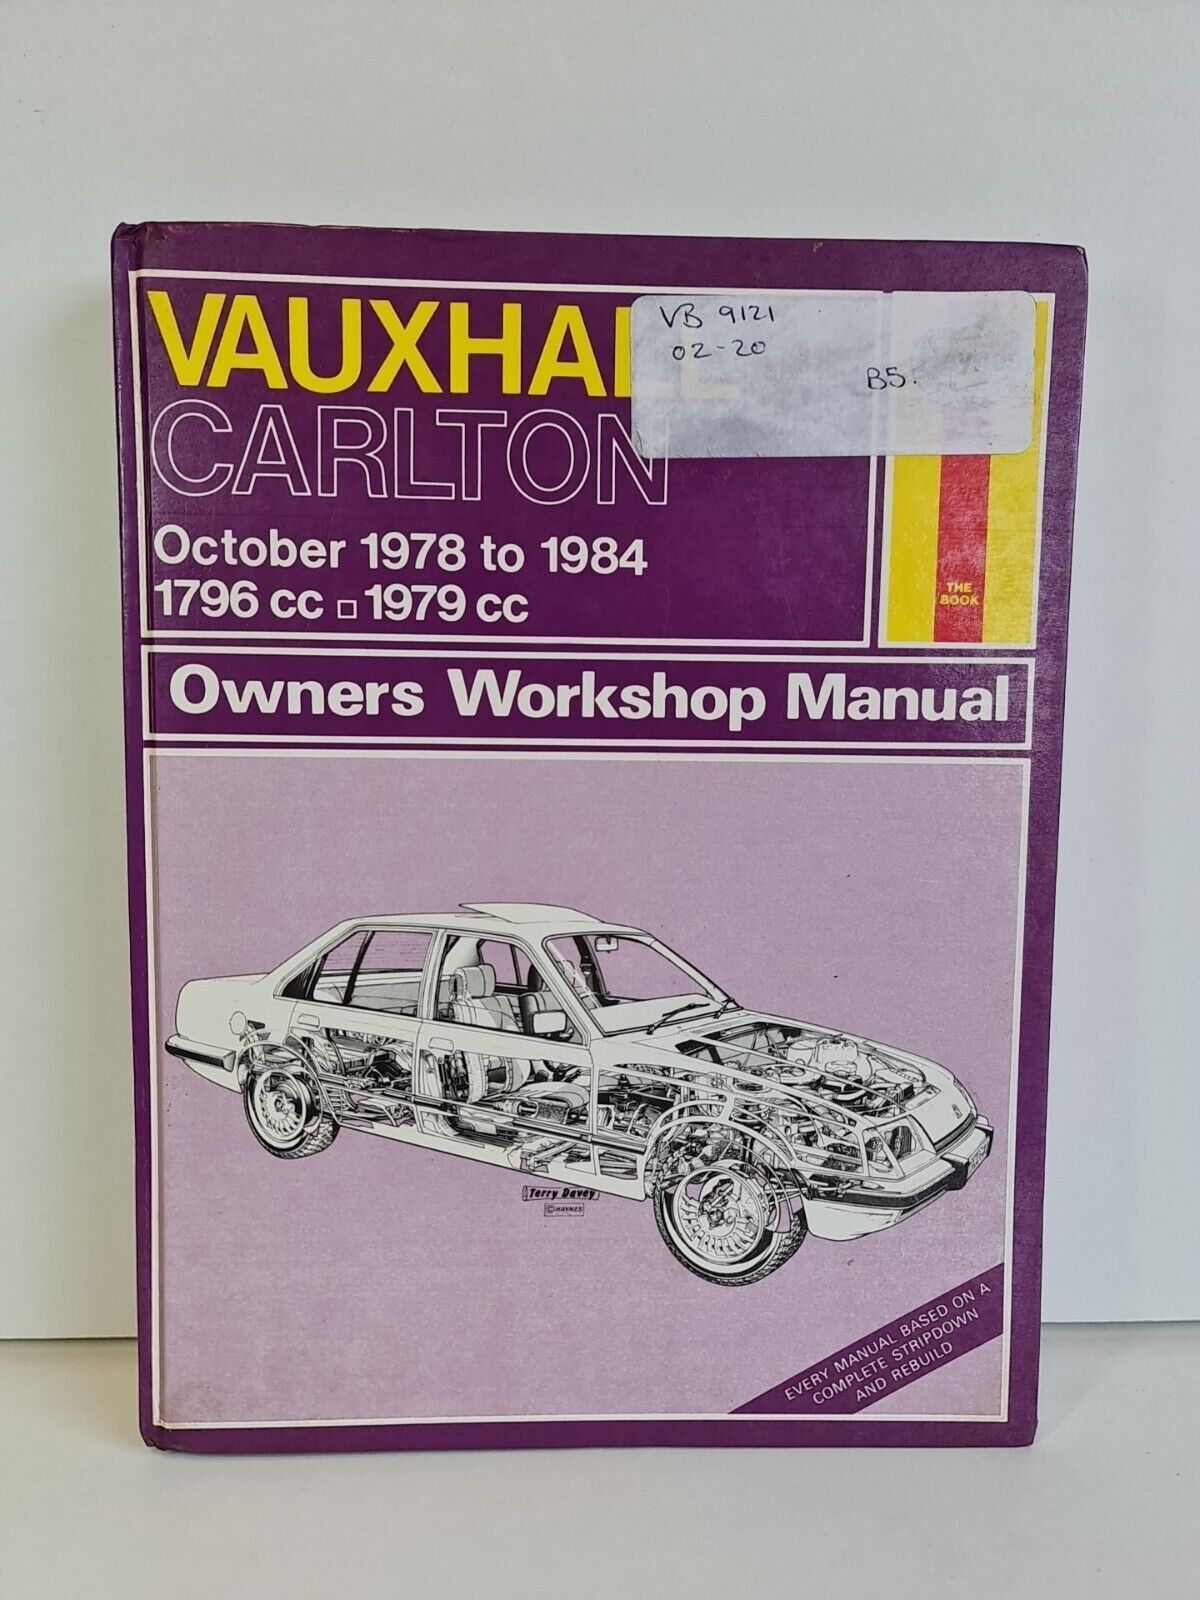 VAUXHALL
VB 9121
02-20
B5.
CARLTON
October 1978 to 1984
1796 cc □ 1979 cc
THE
BOOK
Owners Workshop Manual
Terry Davey
© HAYNES
EVERY MANUAL BASED ON A
COMPLETE STRIPDOWN
AND REBUILD